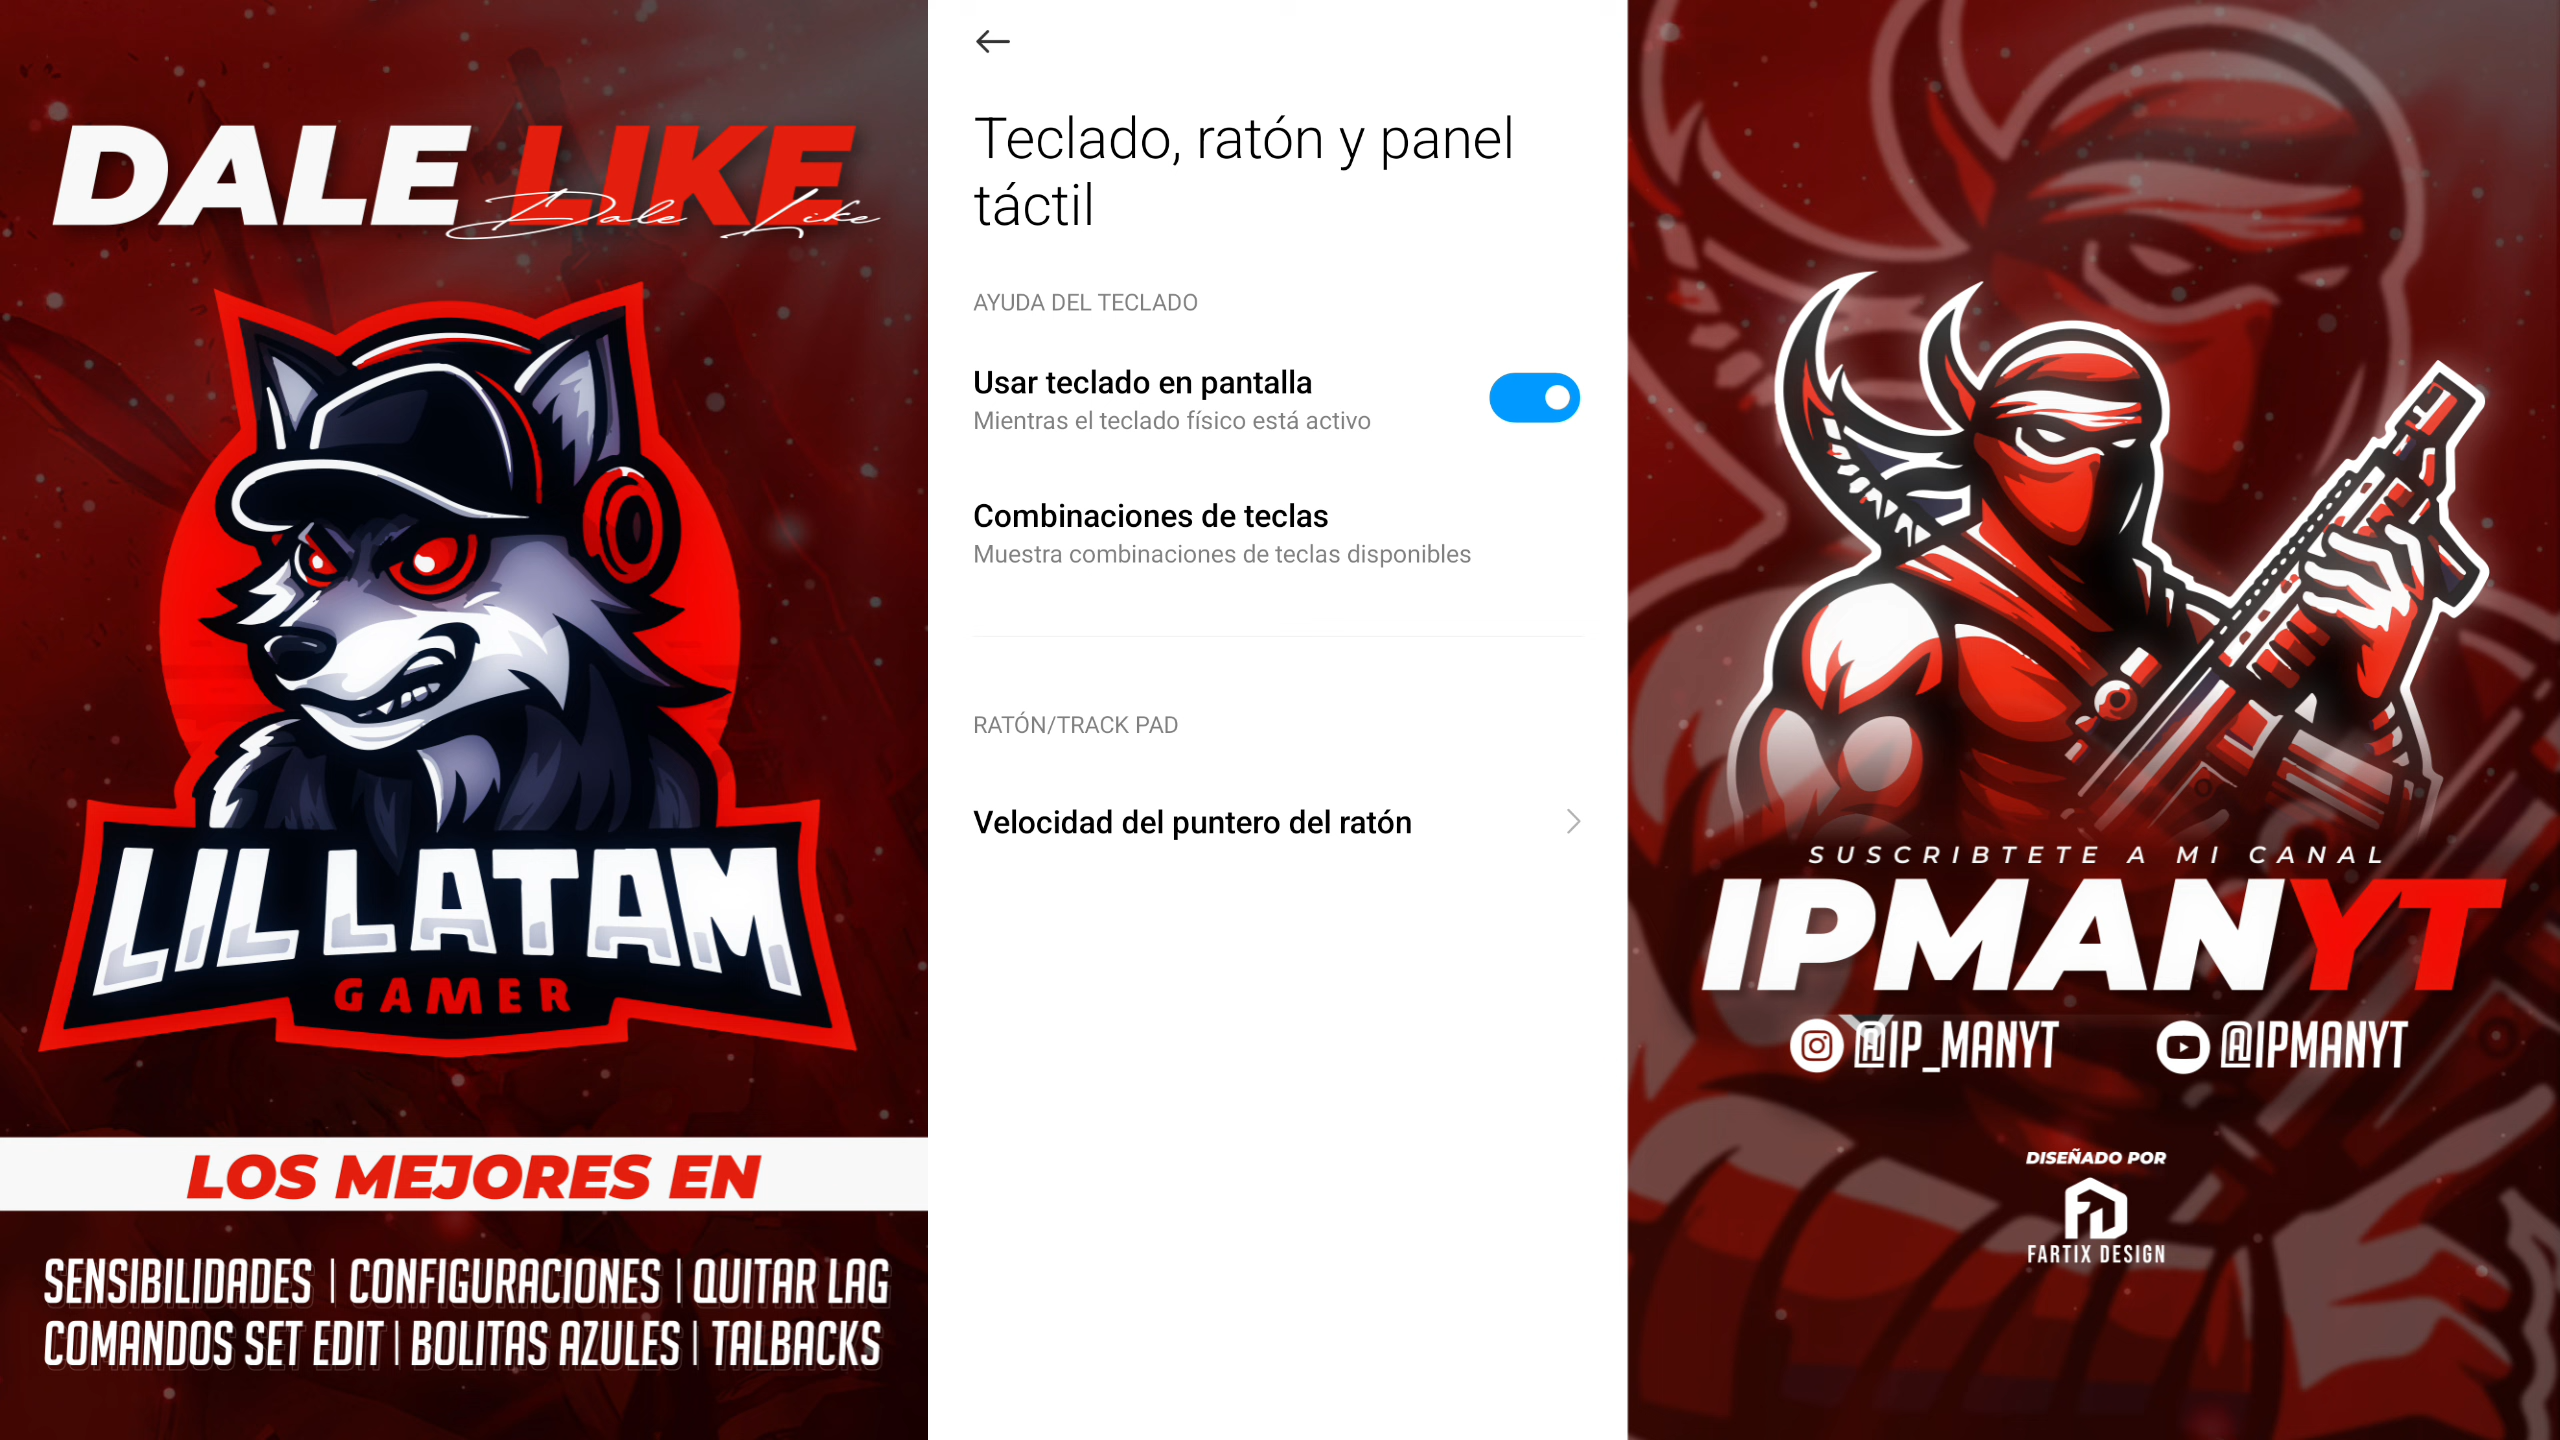 DALE LIKE
Dale Like
LIL LATAM
GAMER
LOS MEJORES EN
SENSIBILIDADES | CONFIGURACIONES | QUITAR LAG
COMANDOS SET EDIT | BOLITAS AZULES | TALBACKS
Teclado, ratón y panel
táctil
AYUDA DEL TECLADO
Usar teclado en pantalla
Mientras el teclado físico está activo
Combinaciones de teclas
Muestra combinaciones de teclas disponibles
RATÓN/TRACK PAD
Velocidad del puntero del ratón
SUSCRIBTETE A MI CANAL
IPMANYT
@IP_MANYT @IPMANYT
DISEÑADO POR
FARTIX DESIGN